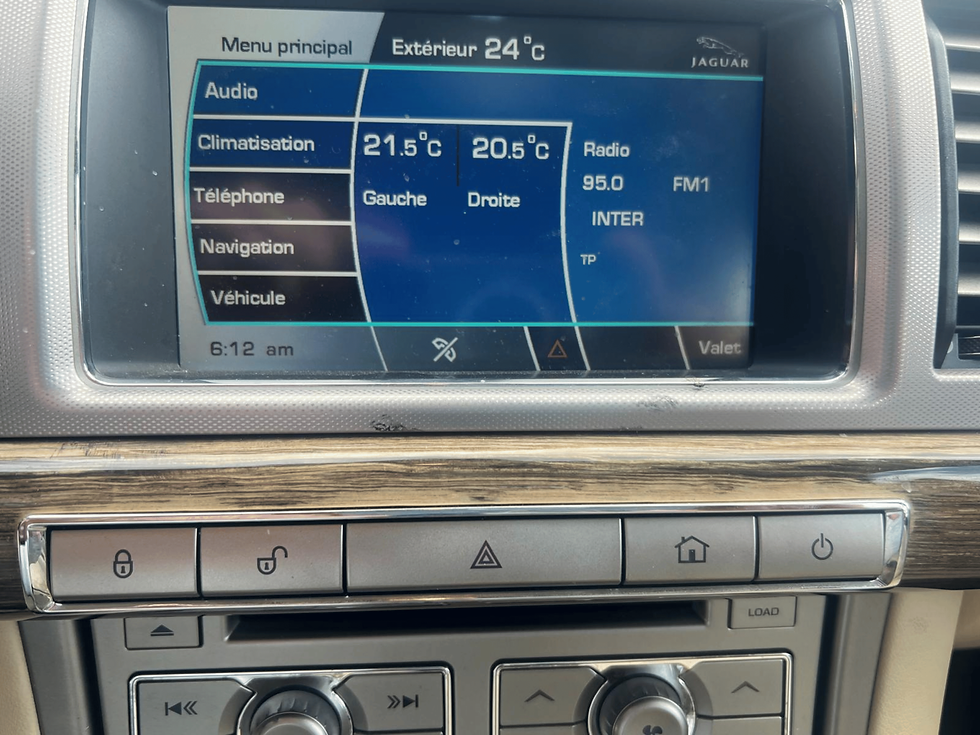 Menu principal
Extérieur 24°C
JAGUAR
Audio
Climatisation
21.5°C
20.5°C
Gauche
Droite
Radio
95.0 FM1
INTER
TP
Téléphone
Navigation
Véhicule
6:12 am
Valet
LOAD